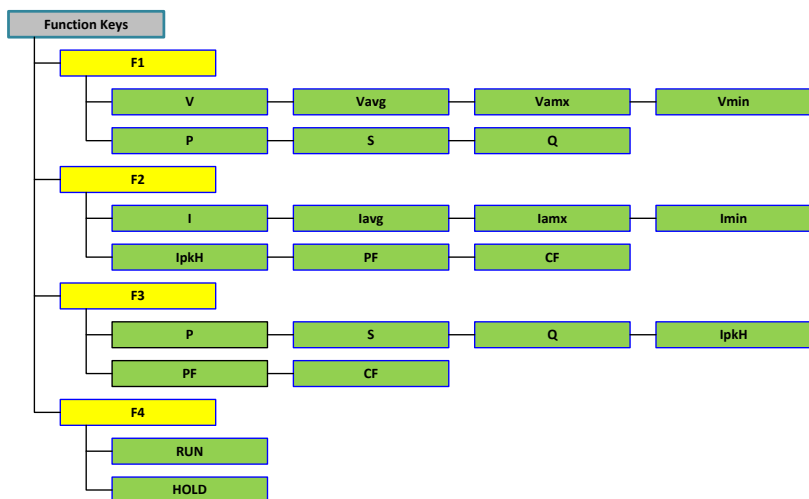 Function Keys
F1
V Vavg Vamx Vmin
P S Q
F2
I Iavg Iamx Imin
IpkH PF CF
F3
P S Q IpkH
PF CF
F4
RUN
HOLD